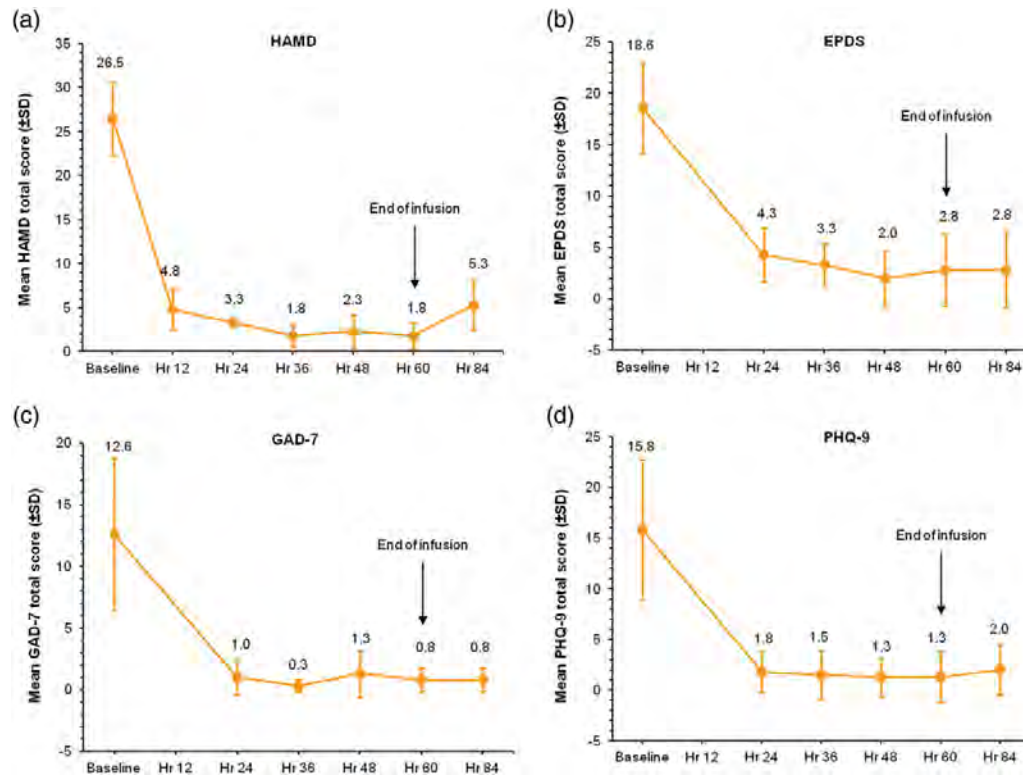 (a)
HAMD
Mean HAMD total score (±SD)
35
30
25
20
15
10
5
0
26.5
4.8
3.3
1.8
2.3
1.8
5.3
End of infusion
Baseline Hr 12 Hr 24 Hr 36 Hr 48 Hr 60 Hr 84
(b)
EPDS
Mean EPDS total score (±SD)
25
20
15
10
5
0
-5
18.6
4.3
3.3
2.0
2.8
2.8
End of infusion
Baseline Hr 12 Hr 24 Hr 36 Hr 48 Hr 60 Hr 84
(c)
GAD-7
Mean GAD-7 total score (±SD)
20
15
10
5
0
-5
12.6
1.0
0.3
1.3
0.8
0.8
End of infusion
Baseline Hr 12 Hr 24 Hr 36 Hr 48 Hr 60 Hr 84
(d)
PHQ-9
Mean PHQ-9 total score (±SD)
25
20
15
10
5
0
-5
15.8
1.8
1.5
1.3
1.3
2.0
End of infusion
Baseline Hr 12 Hr 24 Hr 36 Hr 48 Hr 60 Hr 84